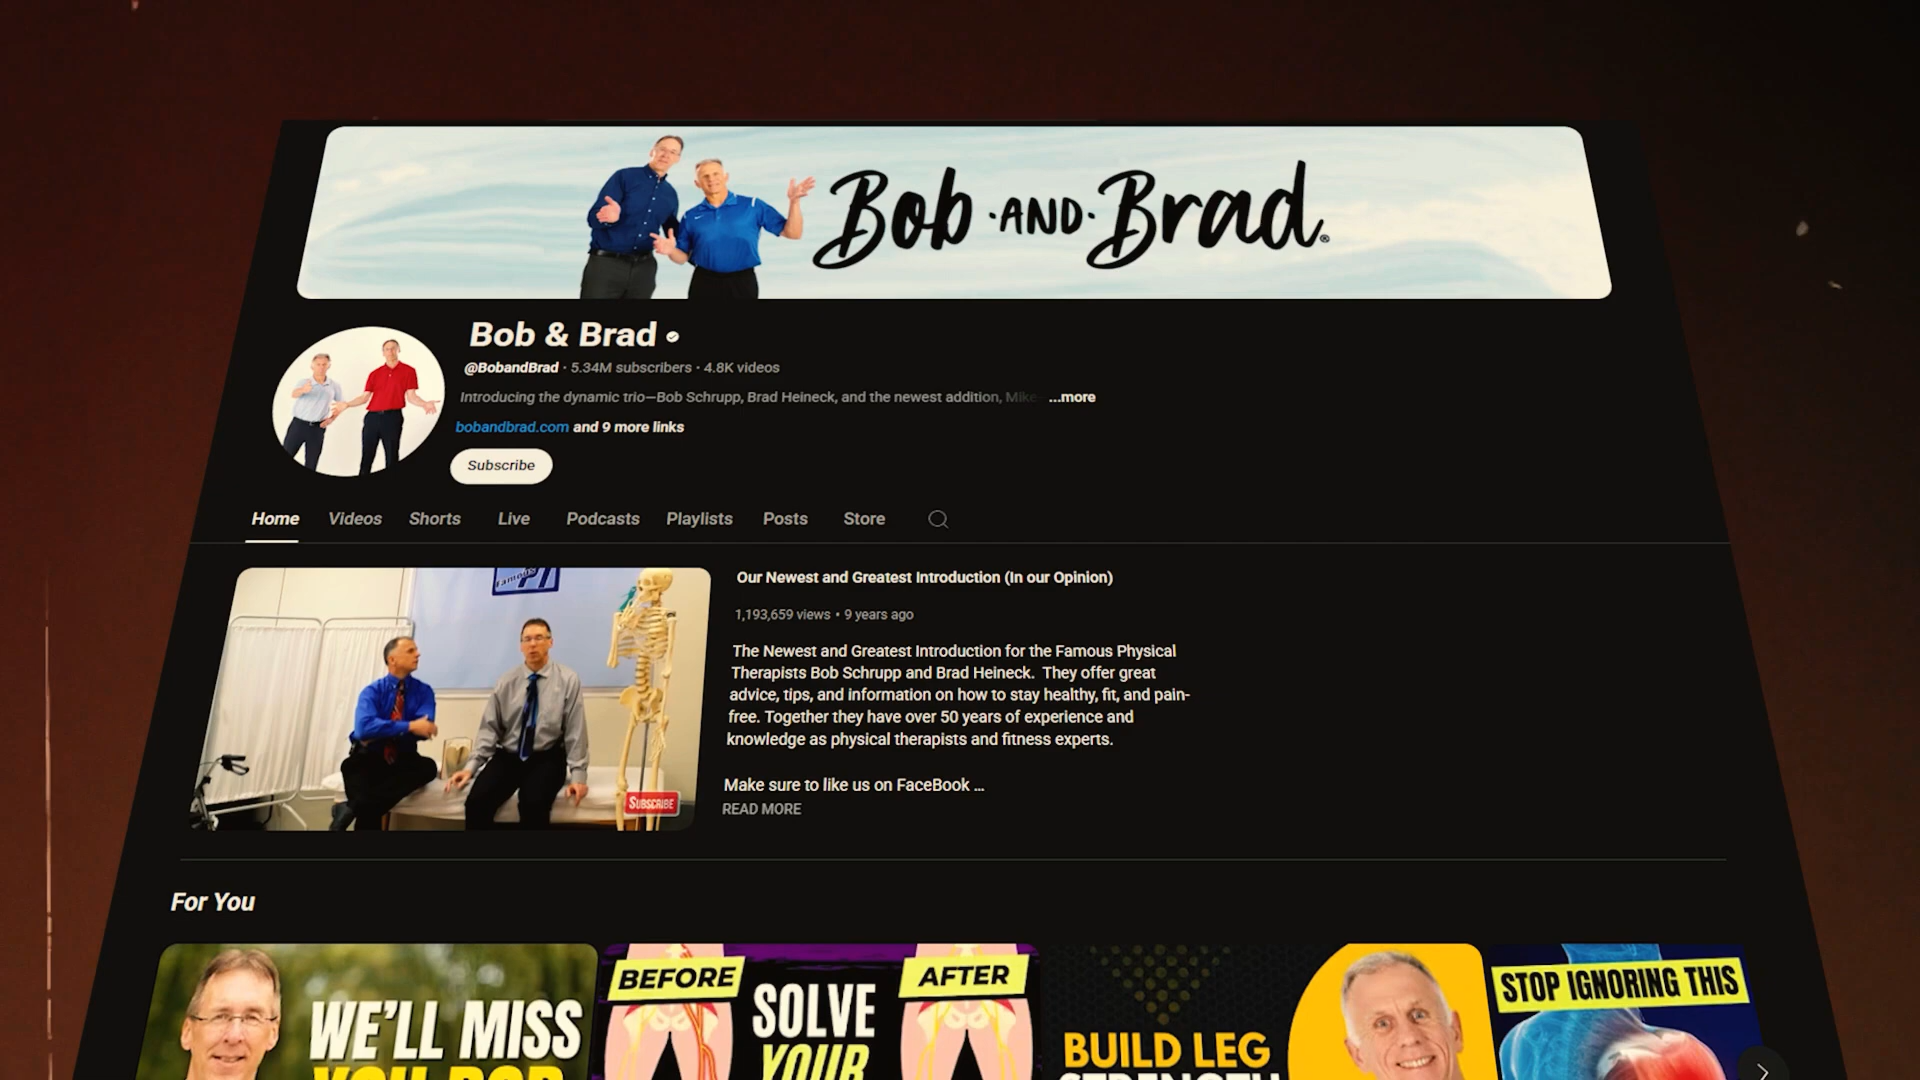 Bob ·AND· Brad®
Bob & Brad
@BobandBrad · 5.34M subscribers · 4.8K videos
Introducing the dynamic trio—Bob Schrupp, Brad Heineck, and the newest addition, Mike ...more
bobandbrad.com and 9 more links
Subscribe
Home Videos Shorts Live Podcasts Playlists Posts Store
Famous PT
SUBSCRIBE
Our Newest and Greatest Introduction (In our Opinion)
1,193,659 views • 9 years ago
The Newest and Greatest Introduction for the Famous Physical
Therapists Bob Schrupp and Brad Heineck. They offer great
advice, tips, and information on how to stay healthy, fit, and pain-
free. Together they have over 50 years of experience and
knowledge as physical therapists and fitness experts.
Make sure to like us on FaceBook ...
READ MORE
For You
WE'LL MISS
YOU BOB
BEFORE
SOLVE
YOUR
AFTER
BUILD LEG
STRENGTH
STOP IGNORING THIS